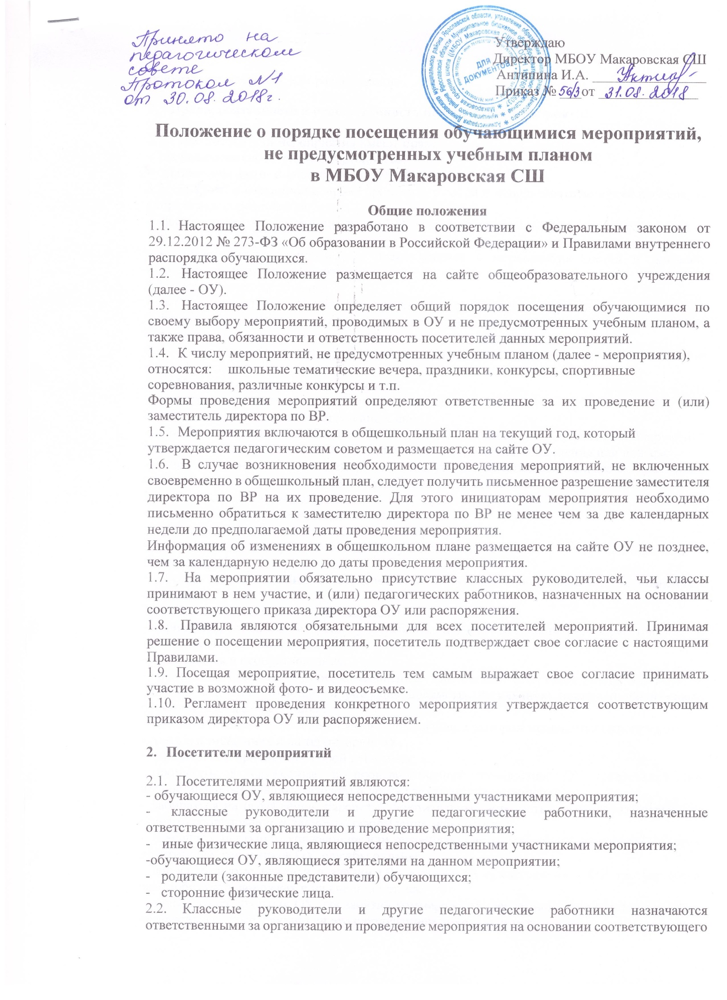 Принято на
педагогическом
совете
Протокол №1
от 30.08.2018г.
Утверждаю
Директор МБОУ Макаровская СШ
Антипина И.А.
Приказ № 56/3 от 31.08.2018
ДЛЯ
ДОКУМЕНТОВ
Положение о порядке посещения обучающимися мероприятий,
не предусмотренных учебным планом
в МБОУ Макаровская СШ
Общие положения
1.1. Настоящее Положение разработано в соответствии с Федеральным законом от
29.12.2012 № 273-ФЗ «Об образовании в Российской Федерации» и Правилами внутреннего
распорядка обучающихся.
1.2. Настоящее Положение размещается на сайте общеобразовательного учреждения
(далее - ОУ).
1.3. Настоящее Положение определяет общий порядок посещения обучающимися по
своему выбору мероприятий, проводимых в ОУ и не предусмотренных учебным планом, а
также права, обязанности и ответственность посетителей данных мероприятий.
1.4. К числу мероприятий, не предусмотренных учебным планом (далее - мероприятия),
относятся: школьные тематические вечера, праздники, конкурсы, спортивные
соревнования, различные конкурсы и т.п.
Формы проведения мероприятий определяют ответственные за их проведение и (или)
заместитель директора по ВР.
1.5. Мероприятия включаются в общешкольный план на текущий год, который
утверждается педагогическим советом и размещается на сайте ОУ.
1.6. В случае возникновения необходимости проведения мероприятий, не включенных
своевременно в общешкольный план, следует получить письменное разрешение заместителя
директора по ВР на их проведение. Для этого инициаторам мероприятия необходимо
письменно обратиться к заместителю директора по ВР не менее чем за две календарных
недели до предполагаемой даты проведения мероприятия.
Информация об изменениях в общешкольном плане размещается на сайте ОУ не позднее,
чем за календарную неделю до даты проведения мероприятия.
1.7. На мероприятии обязательно присутствие классных руководителей, чьи классы
принимают в нем участие, и (или) педагогических работников, назначенных на основании
соответствующего приказа директора ОУ или распоряжения.
1.8. Правила являются обязательными для всех посетителей мероприятий. Принимая
решение о посещении мероприятия, посетитель подтверждает свое согласие с настоящими
Правилами.
1.9. Посещая мероприятие, посетитель тем самым выражает свое согласие принимать
участие в возможной фото- и видеосъемке.
1.10. Регламент проведения конкретного мероприятия утверждается соответствующим
приказом директора ОУ или распоряжением.
2. Посетители мероприятий
2.1. Посетителями мероприятий являются:
- обучающиеся ОУ, являющиеся непосредственными участниками мероприятия;
- классные руководители и другие педагогические работники, назначенные
ответственными за организацию и проведение мероприятия;
- иные физические лица, являющиеся непосредственными участниками мероприятия;
-обучающиеся ОУ, являющиеся зрителями на данном мероприятии;
- родители (законные представители) обучающихся;
- сторонние физические лица.
2.2. Классные руководители и другие педагогические работники назначаются
ответственными за организацию и проведение мероприятия на основании соответствующего